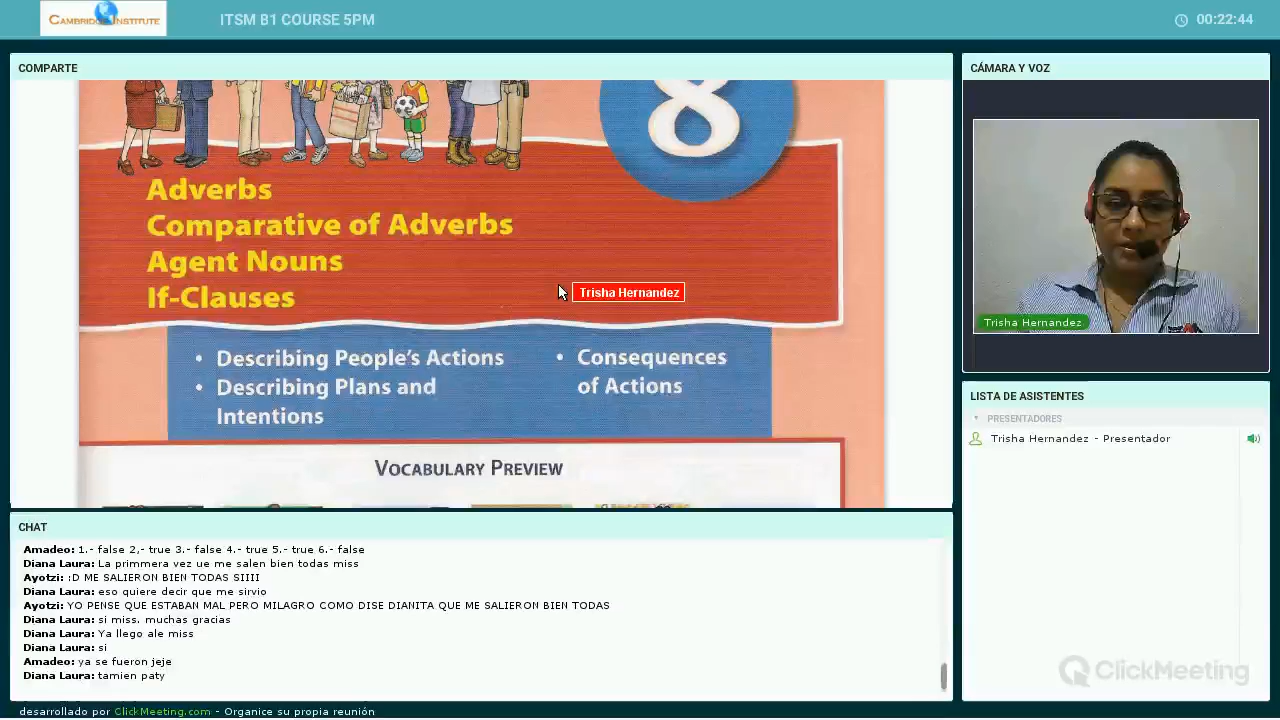 CAMBRIDGE INSTITUTE
ITSM B1 COURSE 5PM
00:22:44
COMPARTE
8
Adverbs
Comparative of Adverbs
Agent Nouns
If-Clauses
Trisha Hernandez
• Describing People's Actions
• Describing Plans and
Intentions
• Consequences
of Actions
VOCABULARY PREVIEW
CÁMARA Y VOZ
Trisha Hernandez
LISTA DE ASISTENTES
PRESENTADORES
Trisha Hernandez - Presentador
CHAT
Amadeo: 1.- false 2,- true 3.- false 4.- true 5.- true 6.- false
Diana Laura: La primmera vez ue me salen bien todas miss
Ayotzi: :D ME SALIERON BIEN TODAS SIIII
Diana Laura: eso quiere decir que me sirvio
Ayotzi: YO PENSE QUE ESTABAN MAL PERO MILAGRO COMO DISE DIANITA QUE ME SALIERON BIEN TODAS
Diana Laura: si miss. muchas gracias
Diana Laura: Ya llego ale miss
Diana Laura: si
Amadeo: ya se fueron jeje
Diana Laura: tamien paty
ClickMeeting
desarrollado por ClickMeeting.com - Organice su propia reunión